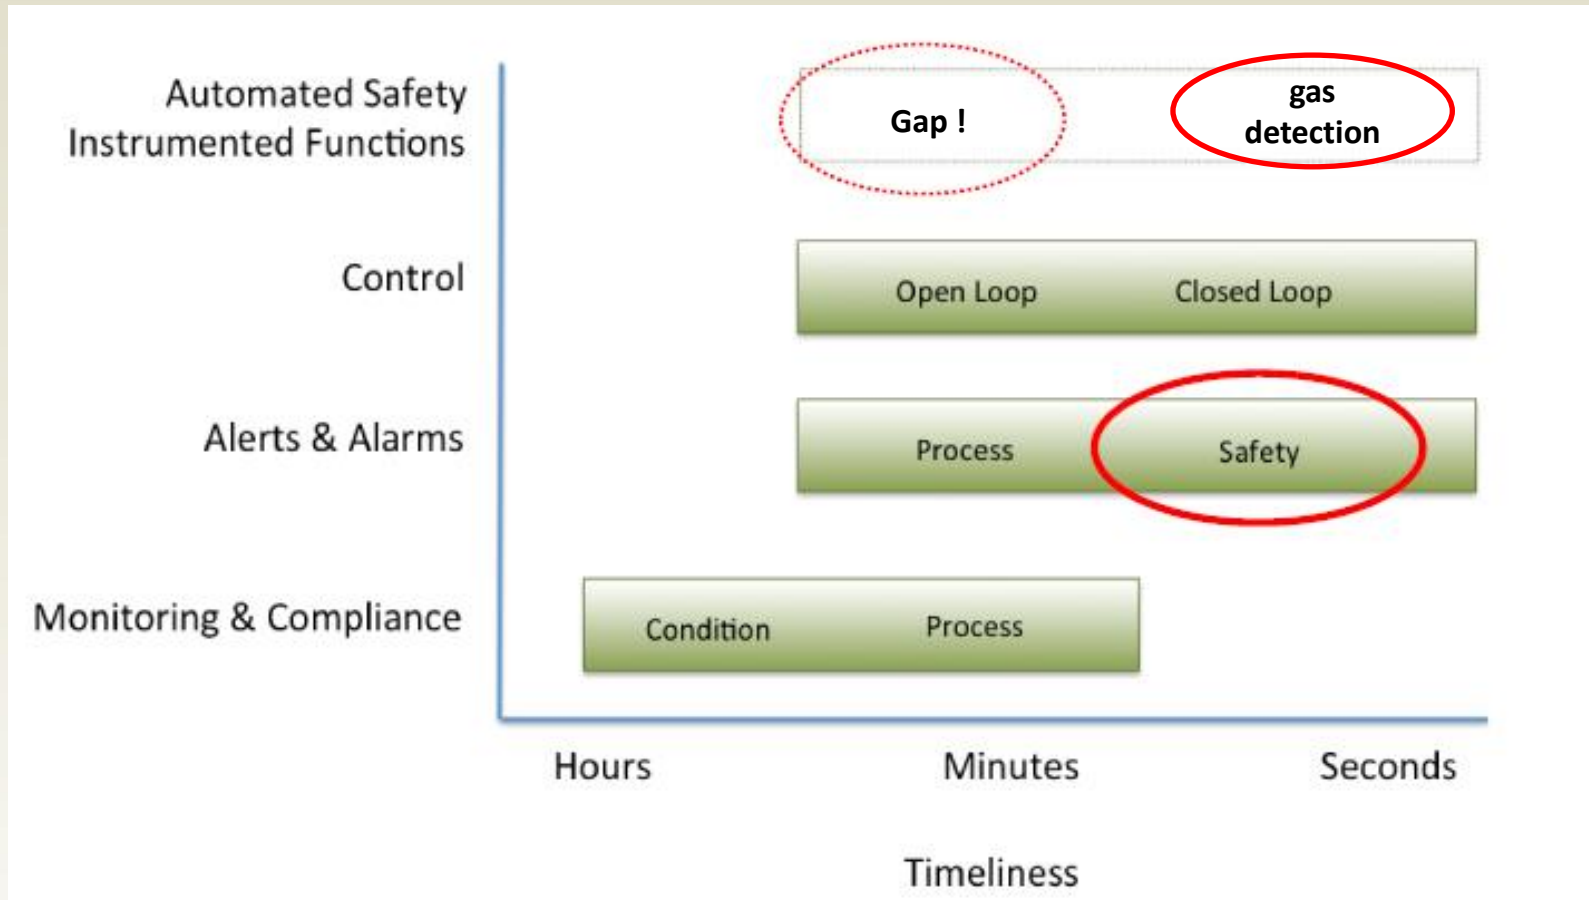 Automated Safety
Instrumented Functions
Gap !
gas
detection
Control
Open Loop
Closed Loop
Alerts & Alarms
Process
Safety
Monitoring & Compliance
Condition
Process
Hours
Minutes
Seconds
Timeliness